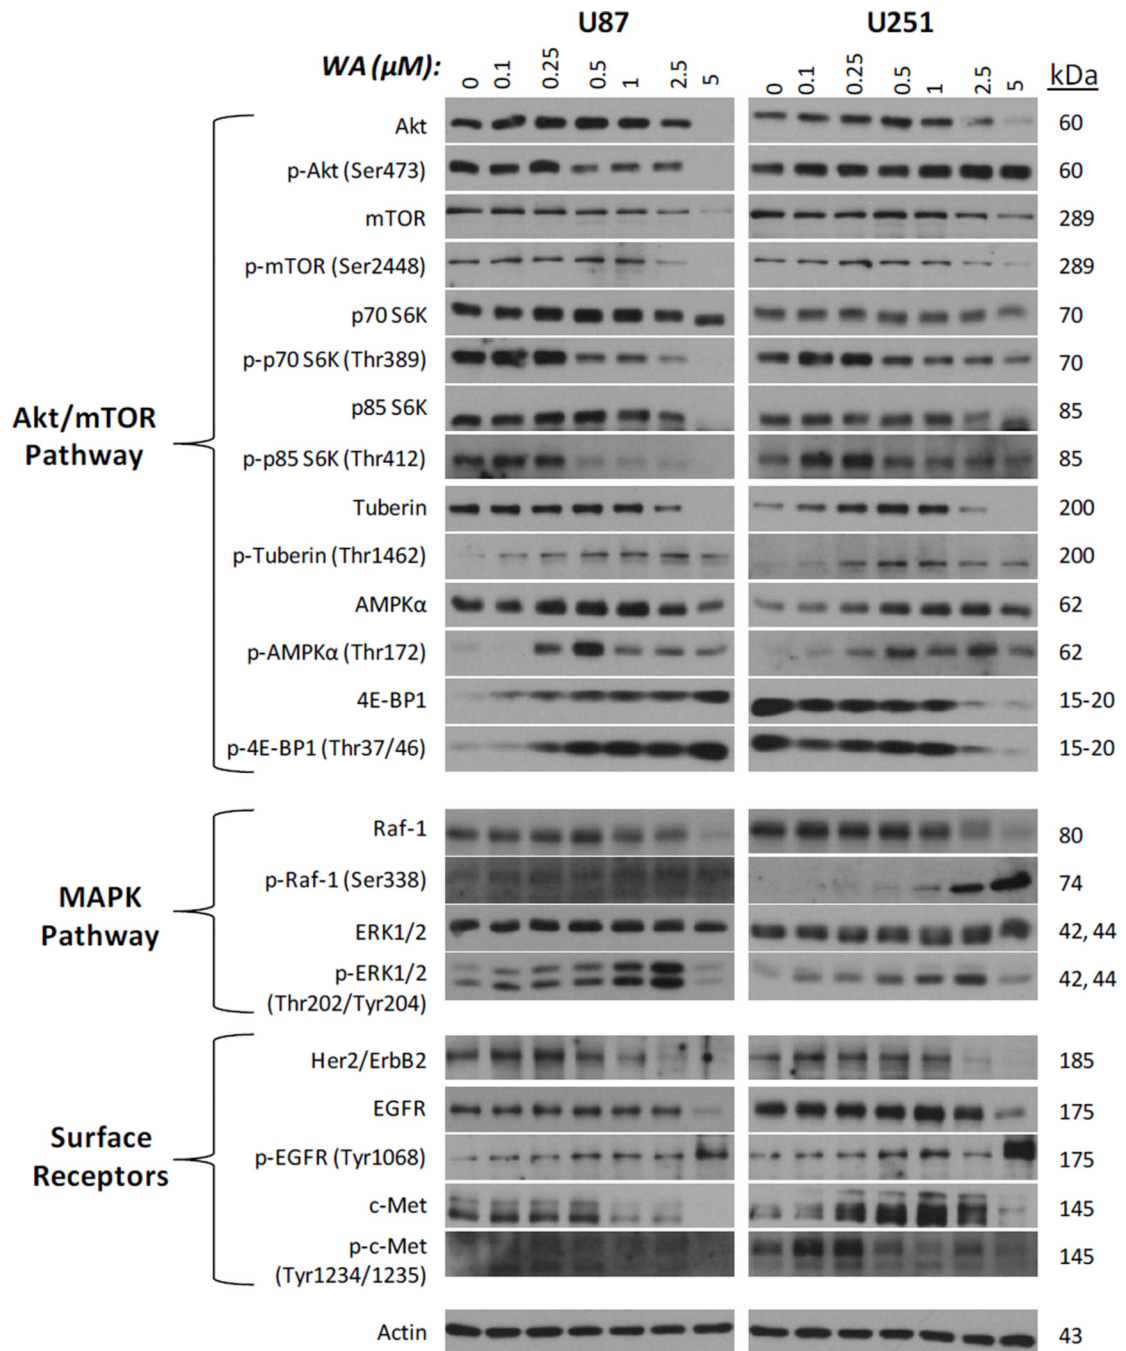 U87 U251
WA (µM):
0 0.1 0.25 0.5 1 2.5 5 0 0.1 0.25 0.5 1 2.5 5 kDa
Akt 60
p-Akt (Ser473) 60
mTOR 289
p-mTOR (Ser2448) 289
p70 S6K 70
p-p70 S6K (Thr389) 70
p85 S6K 85
p-p85 S6K (Thr412) 85
Tuberin 200
p-Tuberin (Thr1462) 200
AMPKα 62
p-AMPKα (Thr172) 62
4E-BP1 15-20
p-4E-BP1 (Thr37/46) 15-20
Akt/mTOR
Pathway
Raf-1 80
p-Raf-1 (Ser338) 74
ERK1/2 42, 44
p-ERK1/2 42, 44
(Thr202/Tyr204)
MAPK
Pathway
Her2/ErbB2 185
EGFR 175
p-EGFR (Tyr1068) 175
c-Met 145
p-c-Met 145
(Tyr1234/1235)
Surface
Receptors
Actin 43